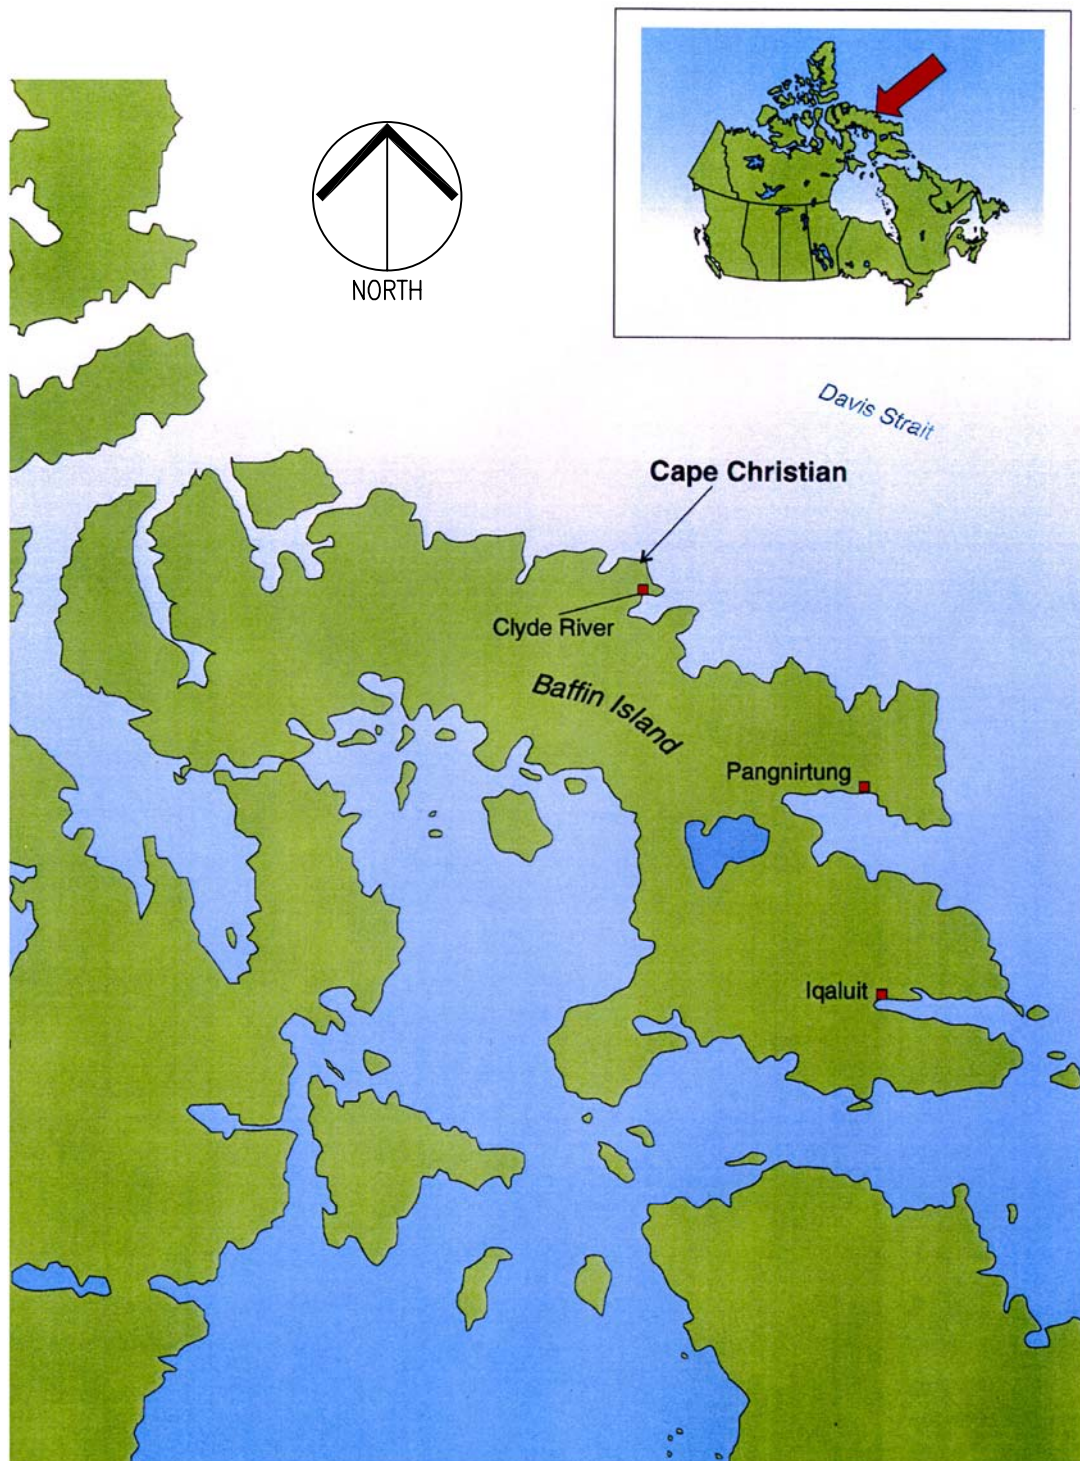 NORTH
Davis Strait
Cape Christian
Clyde River
Baffin Island
Pangnirtung
Iqaluit